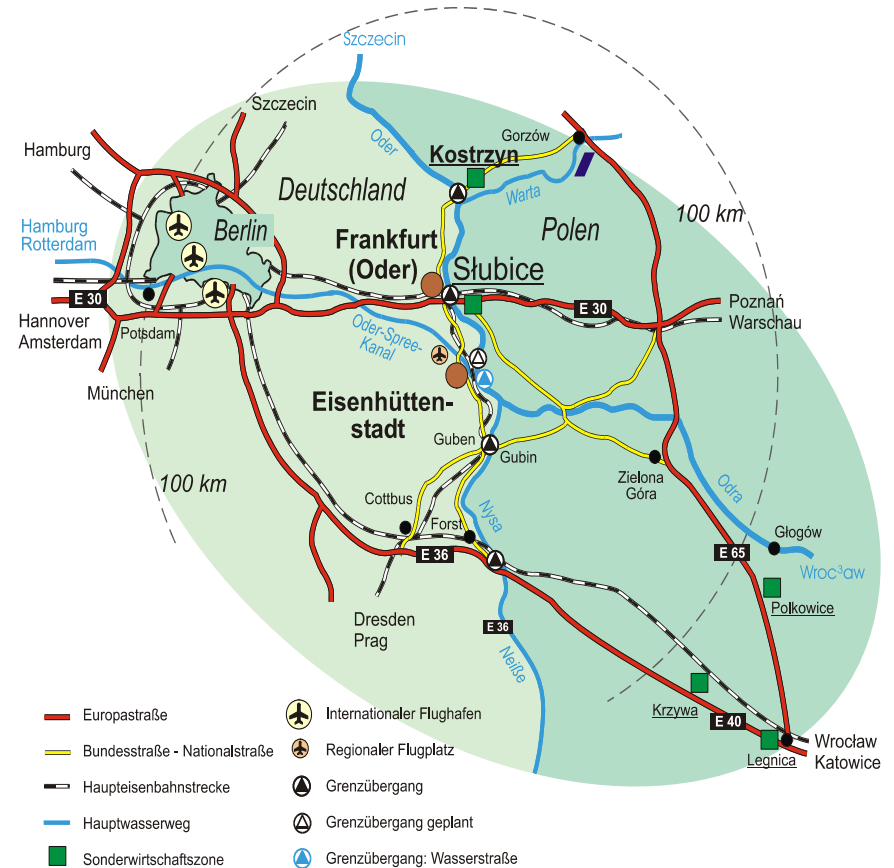 Szczecin
Szczecin
Oder
Gorzów
Hamburg
Kostrzyn
Deutschland
Warta
100 km
Hamburg
Rotterdam
Berlin
Polen
Frankfurt
(Oder)
Słubice
E 30
E 30
Poznań
Warschau
Hannover
Amsterdam
Potsdam
Oder-Spree-
Kanal
München
Eisenhütten-
stadt
Guben
Gubin
Zielona
Góra
Odra
100 km
Cottbus
Nysa
Forst
Głogów
E 36
E 65
Wroc³aw
Polkowice
Dresden
Prag
E 36
Neiße
Krzywa
E 40
Wrocław
Katowice
Legnica
Europastraße
Internationaler Flughafen
Bundesstraße - Nationalstraße
Regionaler Flugplatz
Haupteisenbahnstrecke
Grenzübergang
Hauptwasserweg
Grenzübergang geplant
Sonderwirtschaftszone
Grenzübergang: Wasserstraße